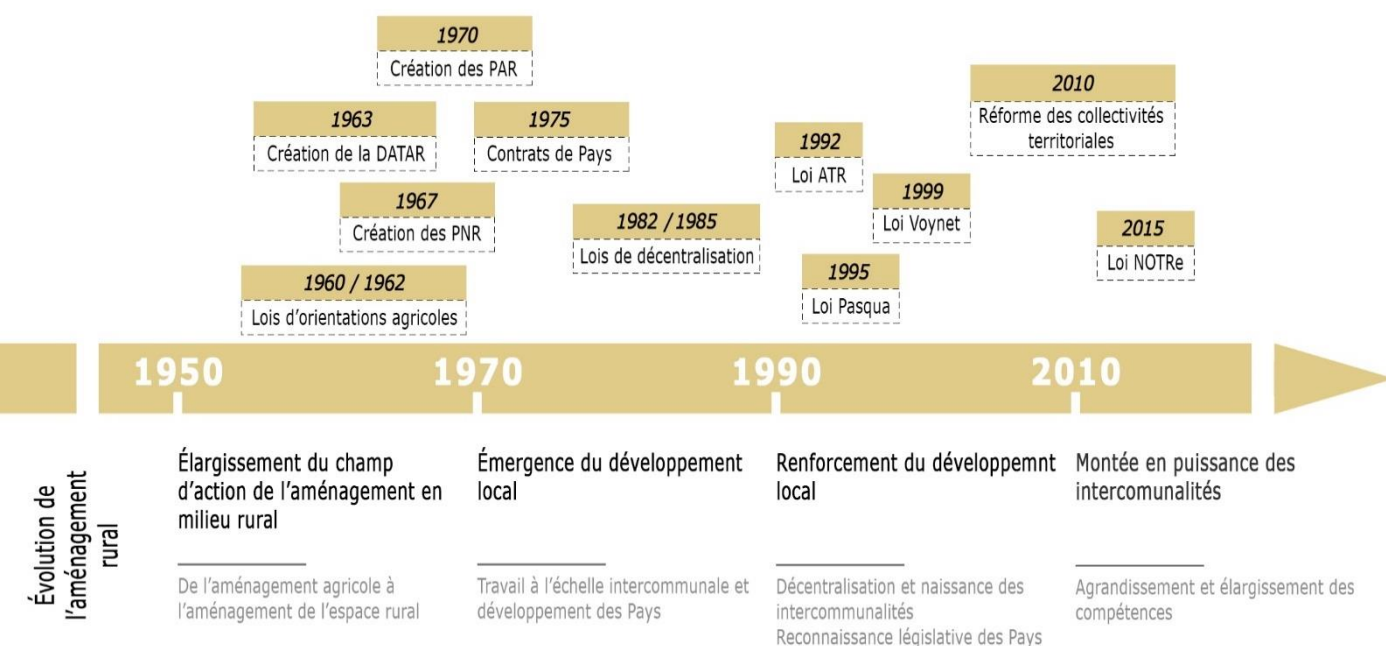 1970
Création des PAR
1963
Création de la DATAR
1975
Contrats de Pays
1967
Création des PNR
1960 / 1962
Lois d’orientations agricoles
1982 / 1985
Lois de décentralisation
1992
Loi ATR
1995
Loi Pasqua
1999
Loi Voynet
2010
Réforme des collectivités
territoriales
2015
Loi NOTRe
1950
1970
1990
2010
Évolution de
l’aménagement
rural
Élargissement du champ
d’action de l’aménagement en
milieu rural
De l’aménagement agricole à
l’aménagement de l’espace rural
Émergence du développement
local
Travail à l’échelle intercommunale et
développement des Pays
Renforcement du développemnt
local
Décentralisation et naissance des
intercommunalités
Reconnaissance législative des Pays
Montée en puissance des
intercomunalités
Agrandissement et élargissement des
compétences